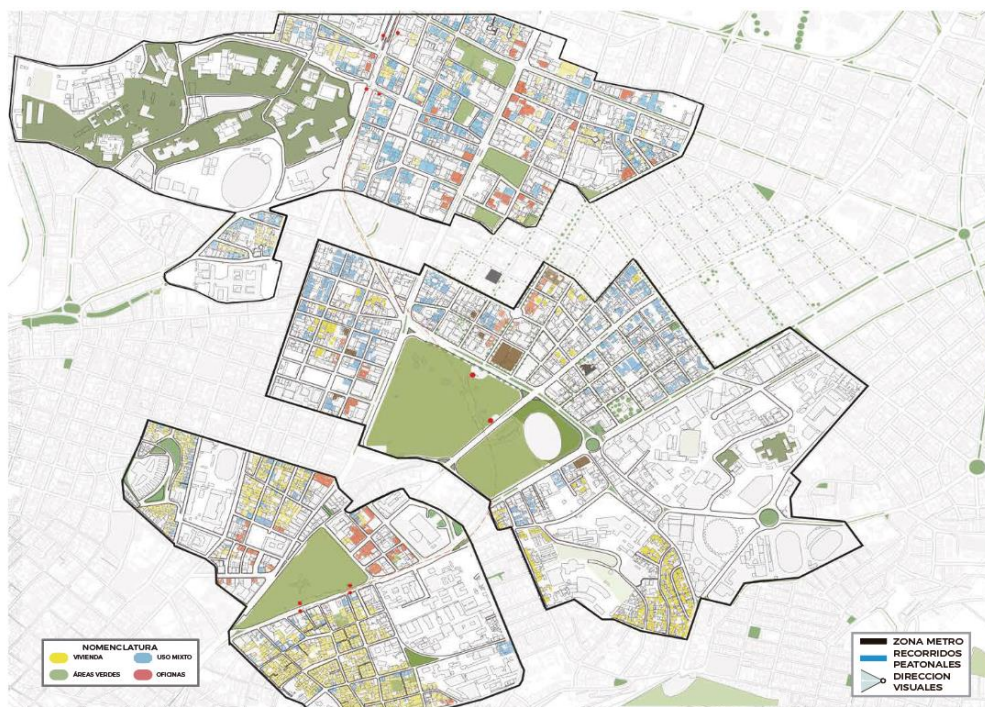 NOMENCLATURA
VIVIENDA
USO MIXTO
ÁREAS VERDES
OFICINAS
ZONA METRO
RECORRIDOS
PEATONALES
DIRECCION
VISUALES